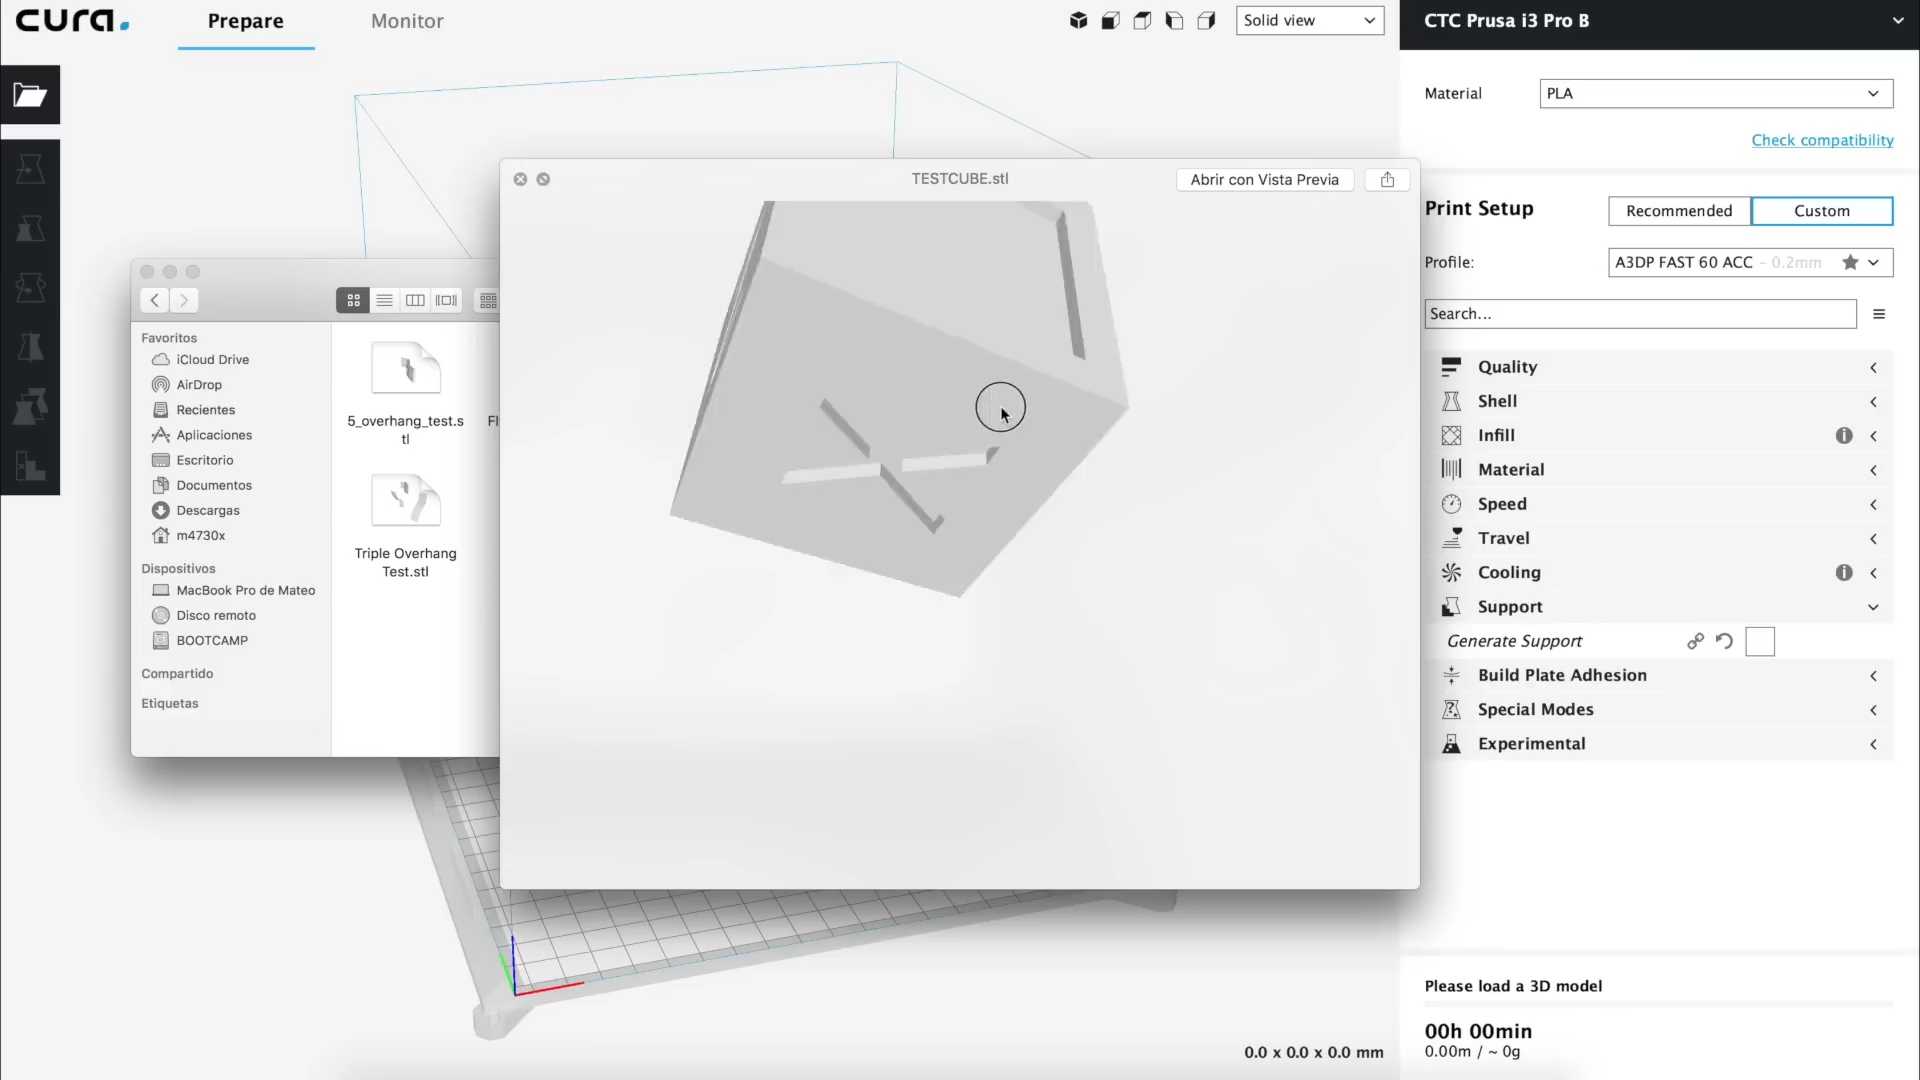 cura.
Prepare
Monitor
Solid view
CTC Prusa i3 Pro B
Material
PLA
Check compatibility
TESTCUBE.stl
Abrir con Vista Previa
Print Setup
Recommended
Custom
Profile:
A3DP FAST 60 ACC - 0.2mm
Search...
Favoritos
iCloud Drive
AirDrop
Recientes
Aplicaciones
Escritorio
Documentos
Descargas
m4730x
Dispositivos
MacBook Pro de Mateo
Disco remoto
BOOTCAMP
Compartido
Etiquetas
5_overhang_test.s
tl
Triple Overhang
Test.stl
Quality
Shell
Infill
Material
Speed
Travel
Cooling
Support
Generate Support
Build Plate Adhesion
Special Modes
Experimental
X
Please load a 3D model
00h 00min
0.00m / ~ 0g
0.0 x 0.0 x 0.0 mm